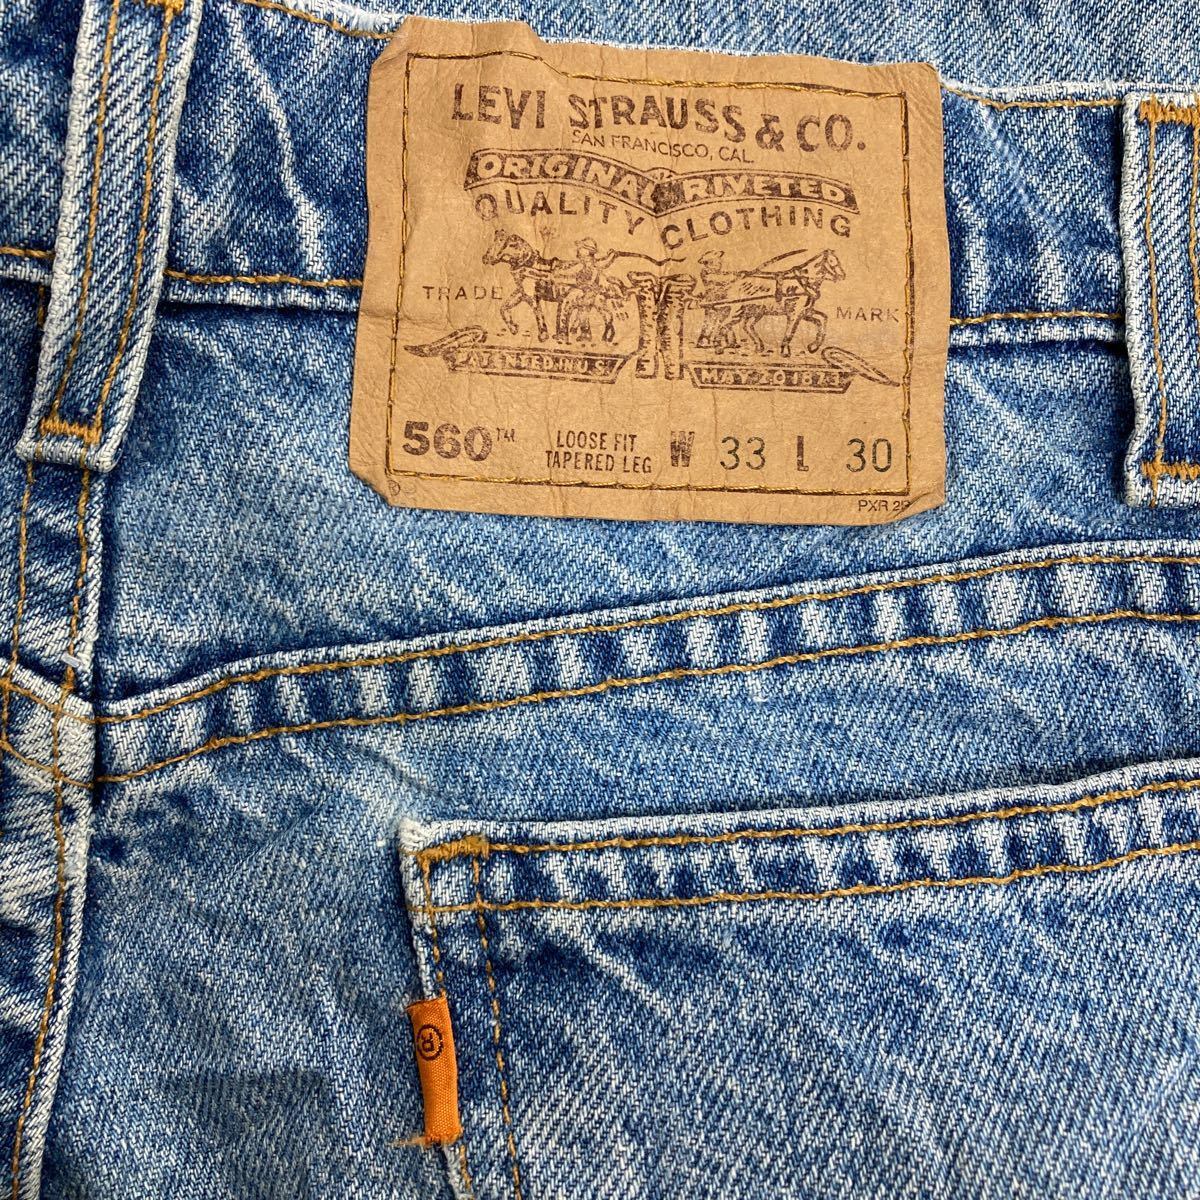 LEVI STRAUSS & CO.
SAN FRANCISCO, CAL.
ORIGINAL RIVETED
QUALITY CLOTHING
TRADE MARK
PATENTED IN U.S. MAY 20 1873
560™ LOOSE FIT TAPERED LEG W 33 L 30
®
PXR
®